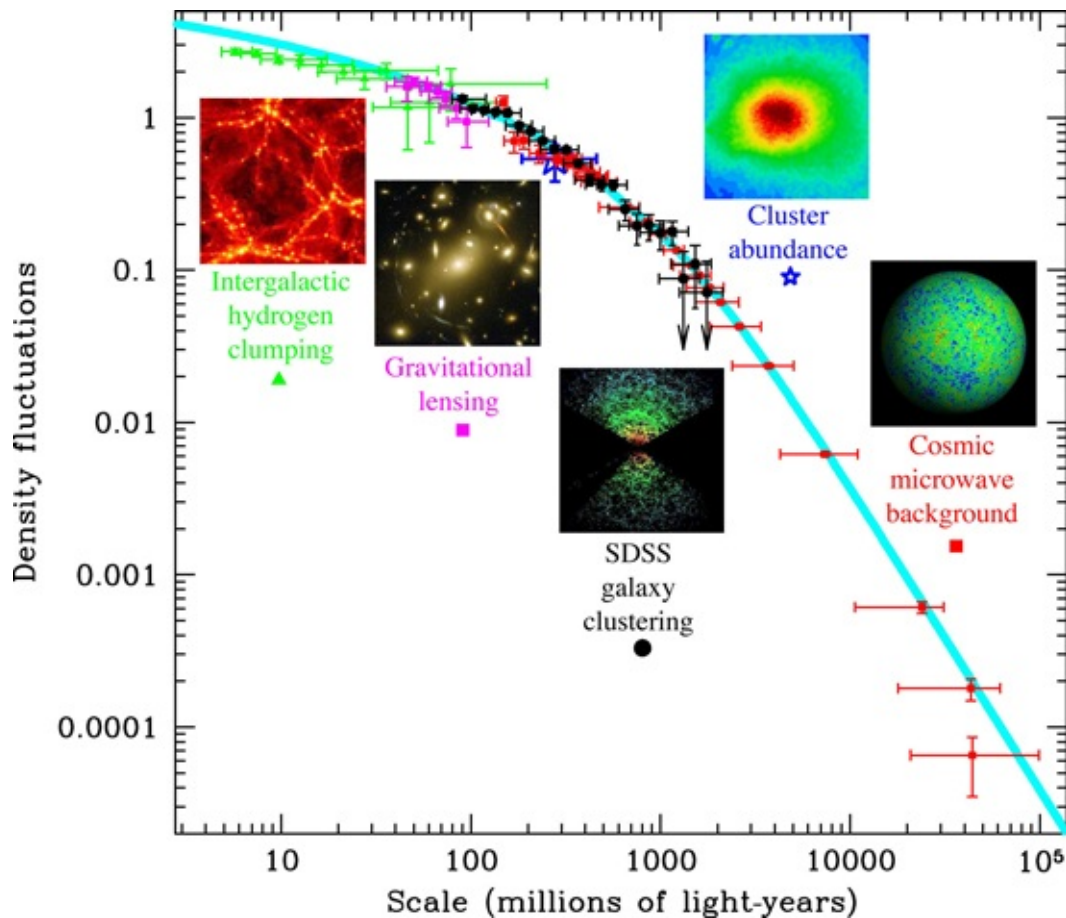 Density fluctuations
1
0.1
0.01
0.001
0.0001
Intergalactic
hydrogen
clumping
Gravitational
lensing
SDSS
galaxy
clustering
Cluster
abundance
Cosmic
microwave
background
10
100
1000
10000
10⁵
Scale (millions of light-years)